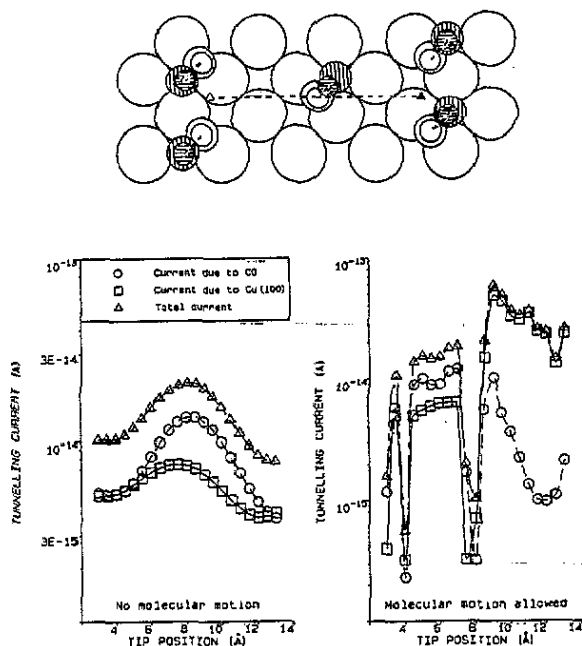 10⁻¹³
3E-14
10⁻¹⁴
3E-15
TUNNELLING CURRENT (A)
Current due to CO
Current due to Cu(100)
Total current
No molecular motion
4 6 8 10 12 14
TIP POSITION (Å)
10⁻¹³
10⁻¹⁴
10⁻¹⁵
TUNNELLING CURRENT (A)
Molecular motion allowed
4 6 8 10 12 14
TIP POSITION (Å)